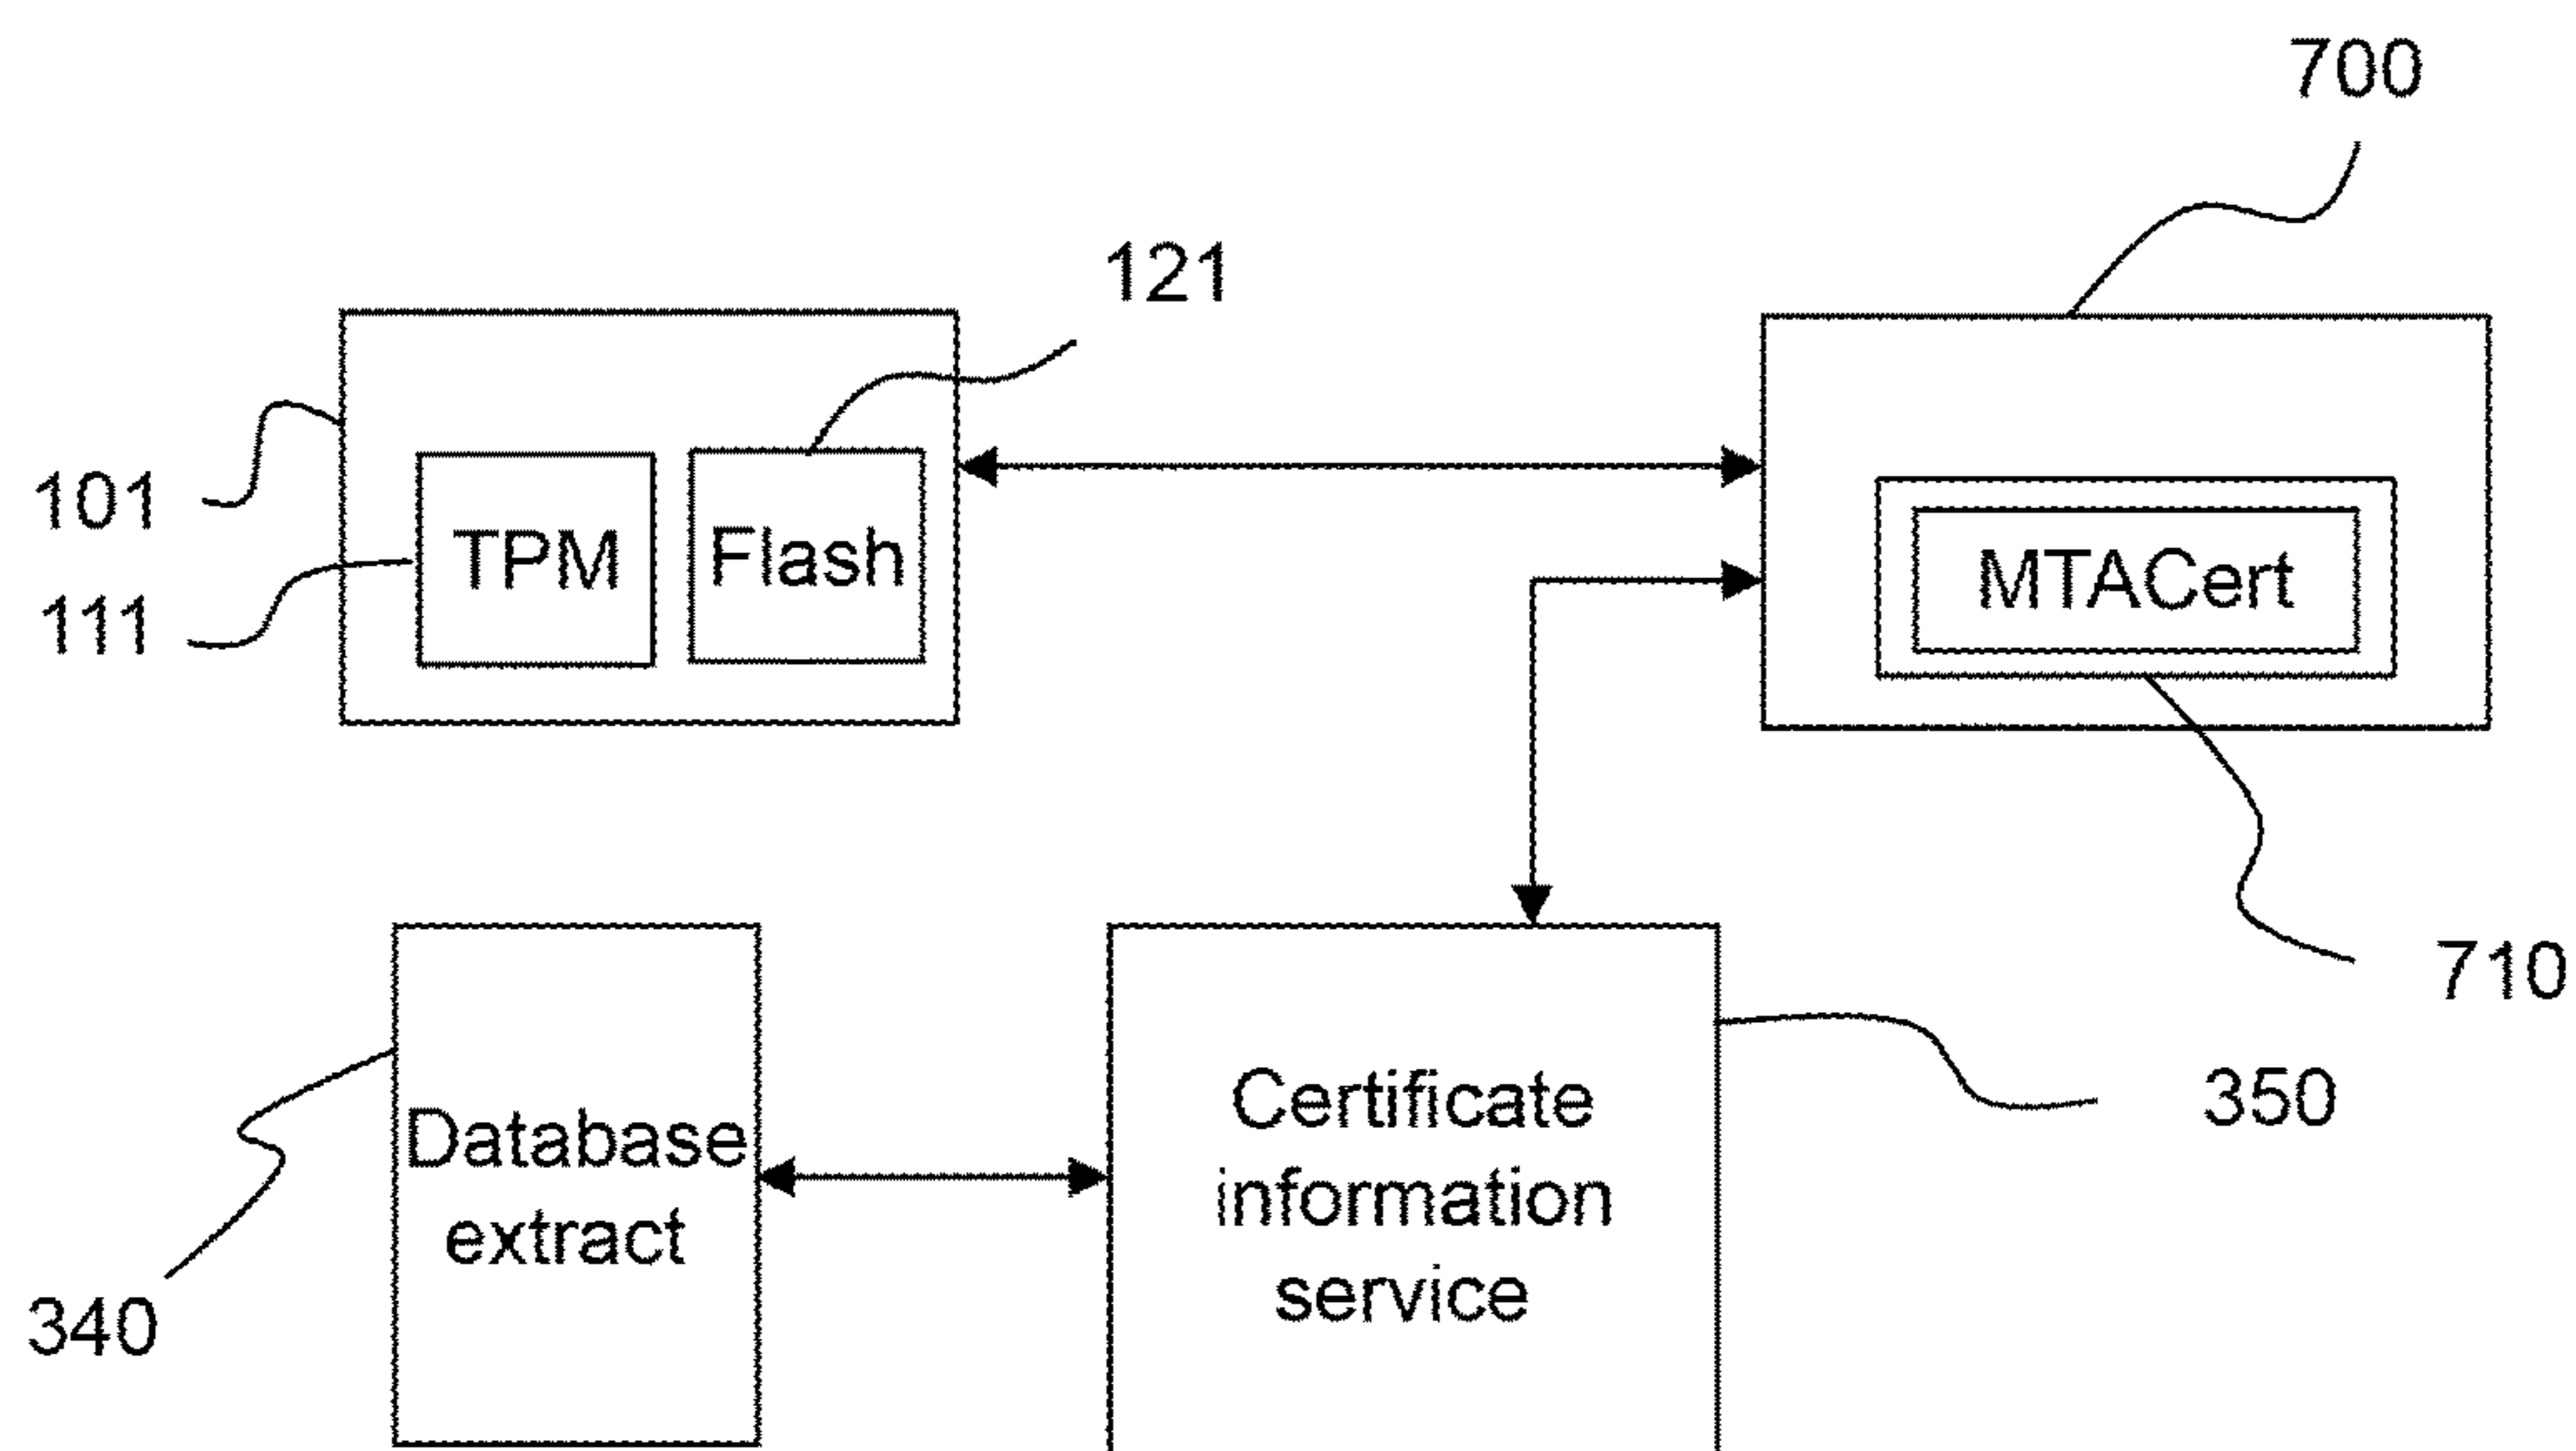 700
121
101
TPM
Flash
MTACert
111
710
Database
extract
Certificate
information
service
350
340